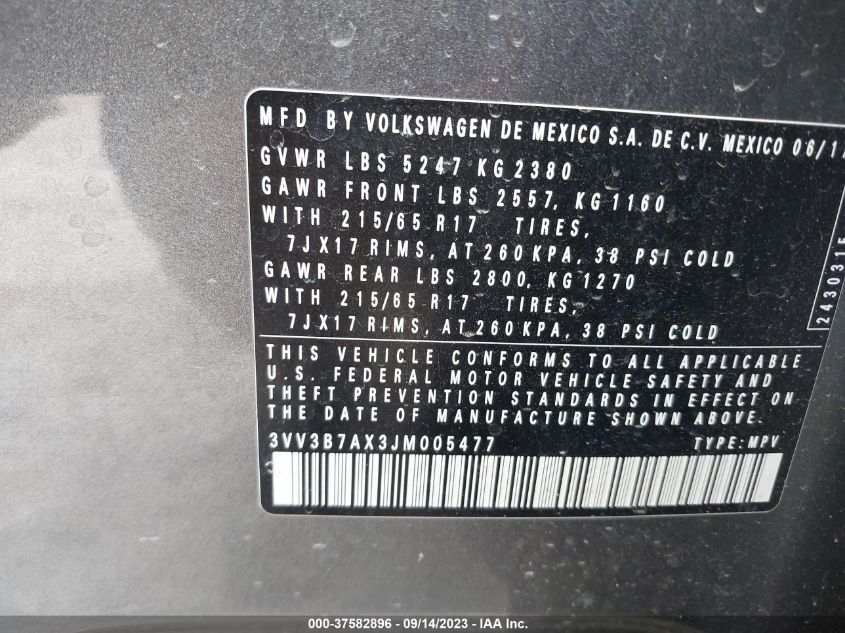 MFD BY VOLKSWAGEN DE MEXICO S.A. DE C.V. MEXICO 06/17
GVWR LBS 5247 KG 2380
GAWR FRONT LBS 2557, KG 1160
WITH 215/65 R17 TIRES,
7JX17 RIMS, AT 260 KPA, 38 PSI COLD
GAWR REAR LBS 2800, KG 1270
WITH 215/65 R17 TIRES,
7JX17 RIMS, AT 260 KPA, 38 PSI COLD
2430315
THIS VEHICLE CONFORMS TO ALL APPLICABLE
U.S. FEDERAL MOTOR VEHICLE SAFETY AND
THEFT PREVENTION STANDARDS IN EFFECT ON
THE DATE OF MANUFACTURE SHOWN ABOVE.
3VV3B7AX3JM005477 TYPE: MPV
000-37582896 - 09/14/2023 - IAA Inc.